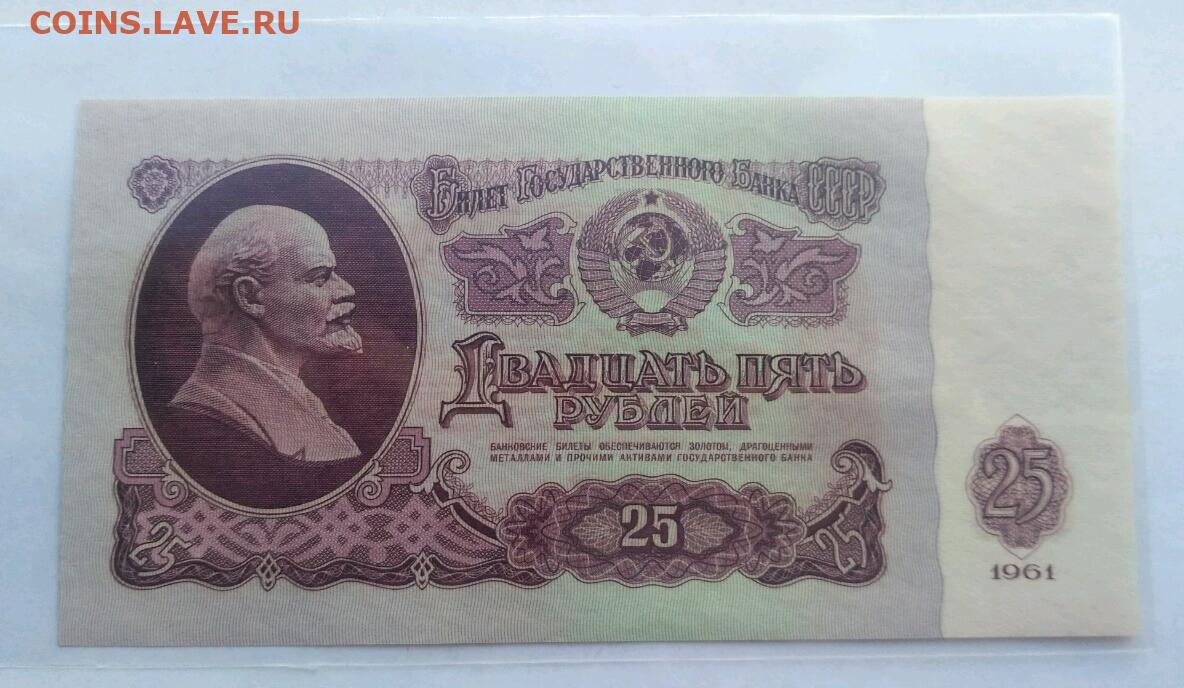 COINS.LAVE.RU
БИЛЕТ ГОСУДАРСТВЕННОГО БАНКА СССР
ДВАДЦАТЬ ПЯТЬ
РУБЛЕЙ
БАНКОВСКИЕ БИЛЕТЫ ОБЕСПЕЧИВАЮТСЯ ЗОЛОТОМ, ДРАГОЦЕННЫМИ
МЕТАЛЛАМИ И ПРОЧИМИ АКТИВАМИ ГОСУДАРСТВЕННОГО БАНКА
25
25
25
25
1961